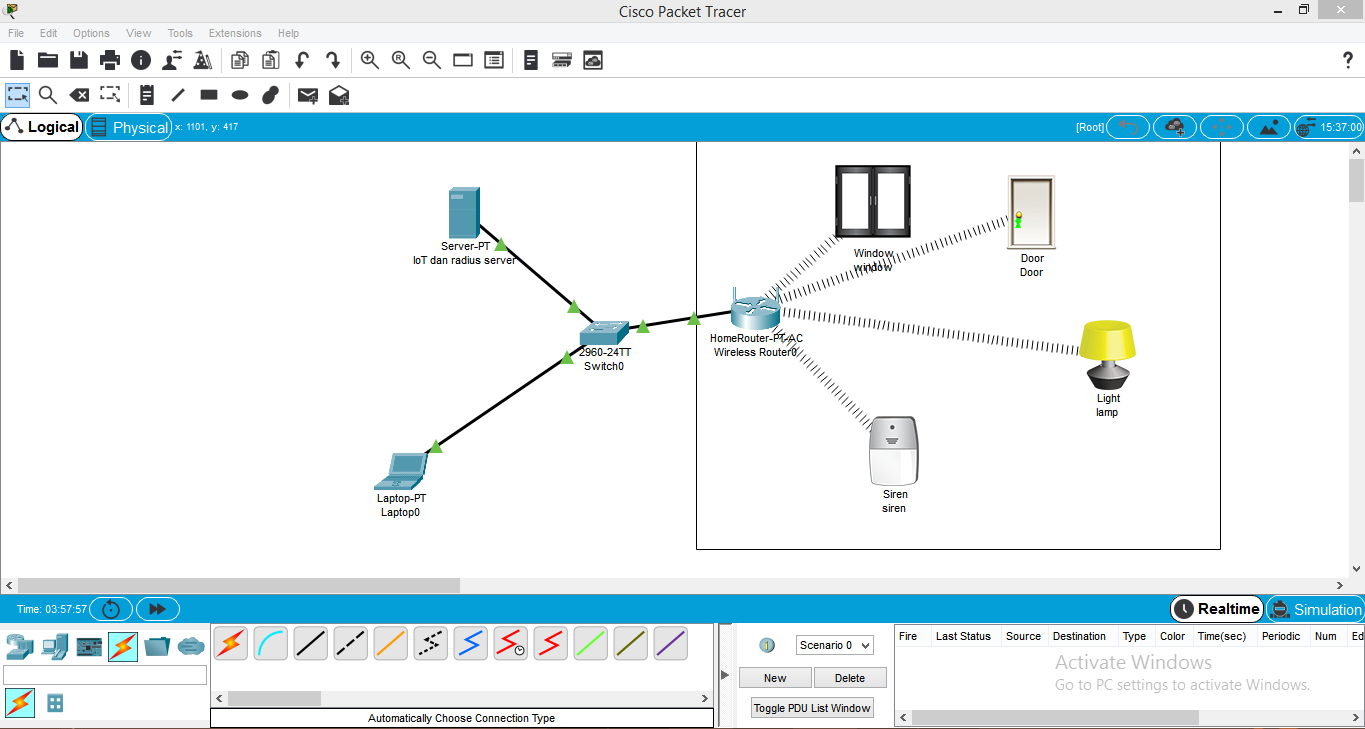 Cisco Packet Tracer
File Edit Options View Tools Extensions Help
Logical Physical x: 1101, y: 417 [Root] 15:37:00
Server-PT
IoT dan radius server
Window
window
Door
Door
2960-24TT
Switch0
HomeRouter-PT-AC
Wireless Router0
Light
lamp
Laptop-PT
Laptop0
Siren
siren
Time: 03:57:57 Realtime Simulation
Scenario 0
New Delete
Toggle PDU List Window
Fire Last Status Source Destination Type Color Time(sec) Periodic Num Ed
Activate Windows
Go to PC settings to activate Windows.
Automatically Choose Connection Type